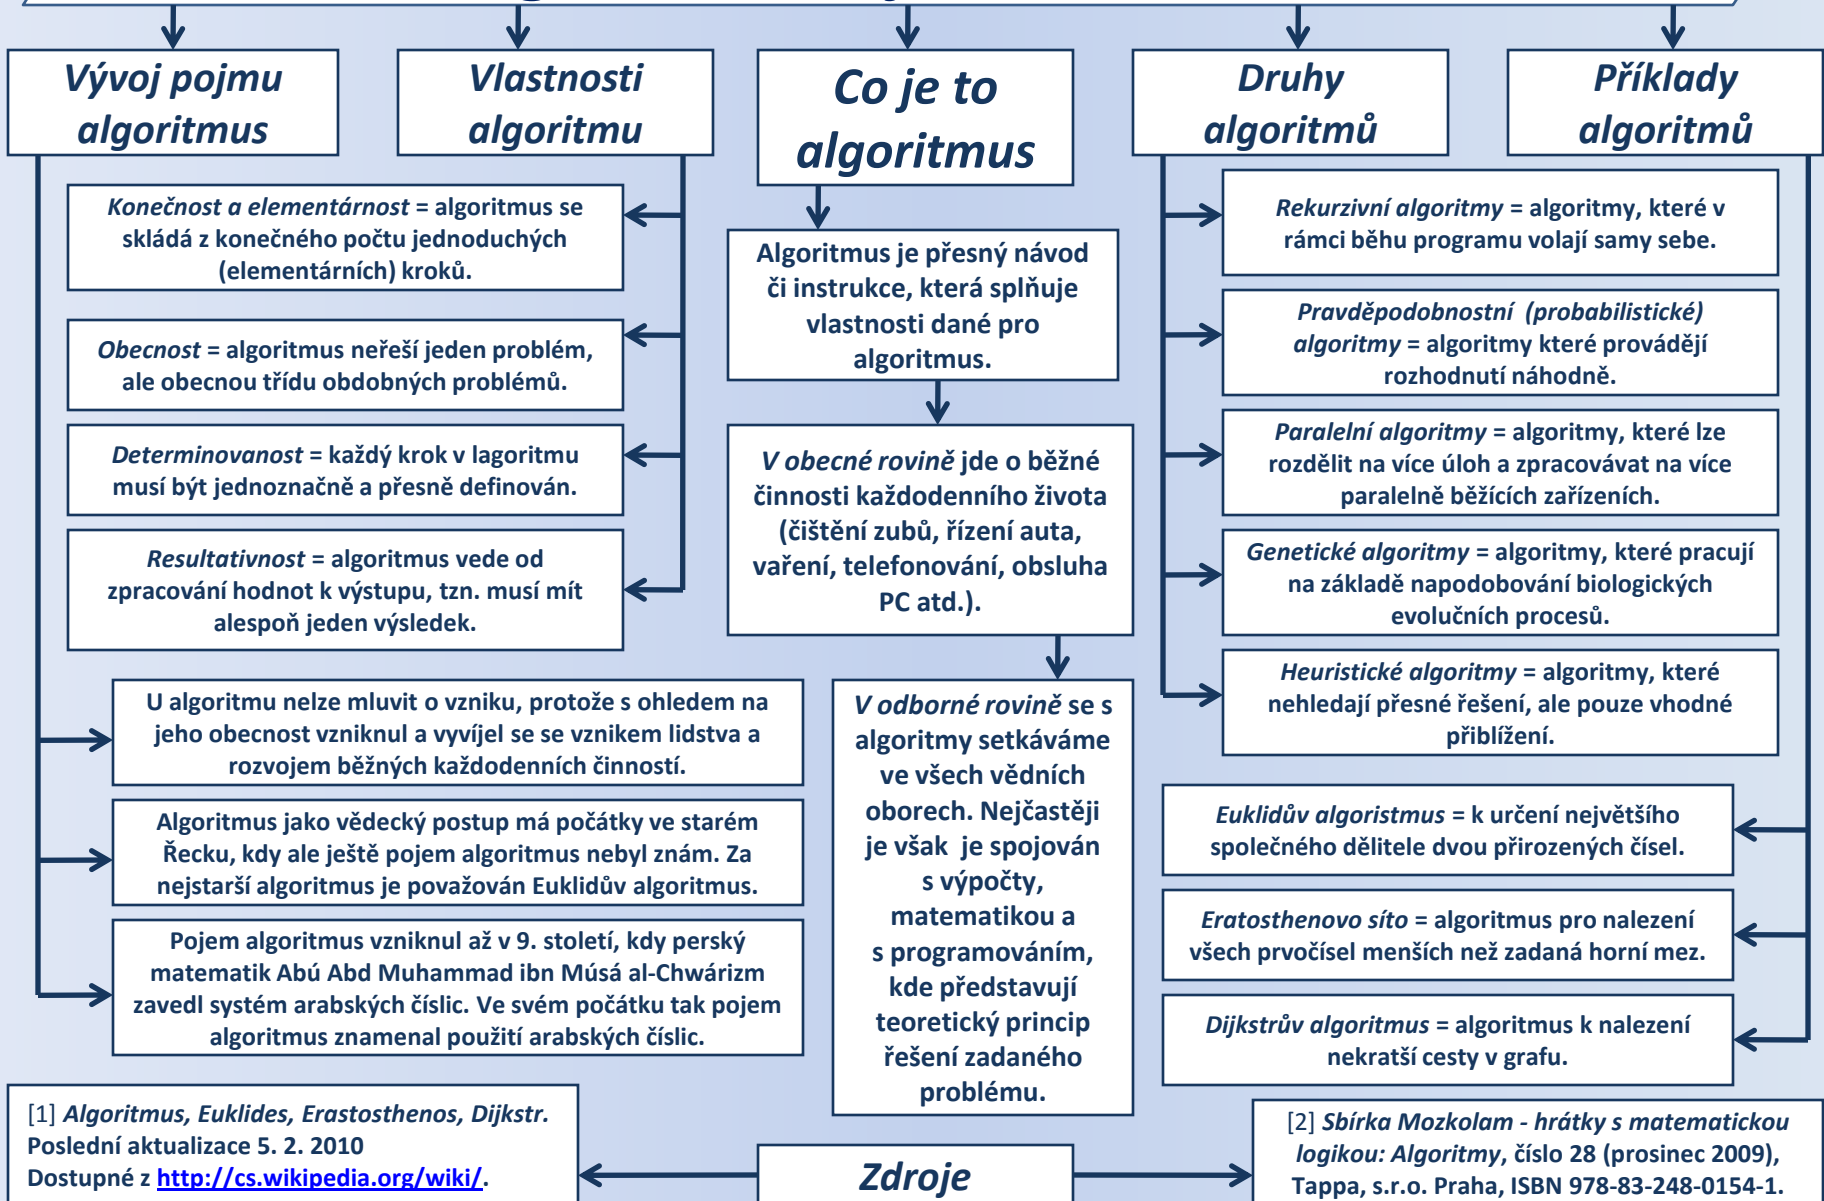 Vývoj pojmu
algoritmus
Vlastnosti
algoritmu
Co je to
algoritmus
Druhy
algoritmů
Příklady
algoritmů
Konečnost a elementárnost = algoritmus se
skládá z konečného počtu jednoduchých
(elementárních) kroků.
Obecnost = algoritmus neřeší jeden problém,
ale obecnou třídu obdobných problémů.
Determinovanost = každý krok v lagoritmu
musí být jednoznačně a přesně definován.
Resultativnost = algoritmus vede od
zpracování hodnot k výstupu, tzn. musí mít
alespoň jeden výsledek.
U algoritmu nelze mluvit o vzniku, protože s ohledem na
jeho obecnost vzniknul a vyvíjel se se vznikem lidstva a
rozvojem běžných každodenních činností.
Algoritmus jako vědecký postup má počátky ve starém
Řecku, kdy ale ještě pojem algoritmus nebyl znám. Za
nejstarší algoritmus je považován Euklidův algoritmus.
Pojem algoritmus vzniknul až v 9. století, kdy perský
matematik Abú Abd Muhammad ibn Músá al-Chwárizm
zavedl systém arabských číslic. Ve svém počátku tak pojem
algoritmus znamenal použití arabských číslic.
Algoritmus je přesný návod
či instrukce, která splňuje
vlastnosti dané pro
algoritmus.
V obecné rovině jde o běžné
činnosti každodenního života
(čištění zubů, řízení auta,
vaření, telefonování, obsluha
PC atd.).
V odborné rovině se s
algoritmy setkáváme
ve všech vědních
oborech. Nejčastěji
je však  je spojován
s výpočty,
matematikou a
s programováním,
kde představují
teoretický princip
řešení zadaného
problému.
Rekurzivní algoritmy = algoritmy, které v
rámci běhu programu volají samy sebe.
Pravděpodobnostní  (probabilistické)
algoritmy = algoritmy které provádějí
rozhodnutí náhodně.
Paralelní algoritmy = algoritmy, které lze
rozdělit na více úloh a zpracovávat na více
paralelně běžících zařízeních.
Genetické algoritmy = algoritmy, které pracují
na základě napodobování biologických
evolučních procesů.
Heuristické algoritmy = algoritmy, které
nehledají přesné řešení, ale pouze vhodné
přiblížení.
Euklidův algoristmus = k určení největšího
společného dělitele dvou přirozených čísel.
Eratosthenovo síto = algoritmus pro nalezení
všech prvočísel menších než zadaná horní mez.
Dijkstrův algoritmus = algoritmus k nalezení
nekratší cesty v grafu.
[1] Algoritmus, Euklides, Erastosthenos, Dijkstr.
Poslední aktualizace 5. 2. 2010
Dostupné z http://cs.wikipedia.org/wiki/.
Zdroje
[2] Sbírka Mozkolam - hrátky s matematickou
logikou: Algoritmy, číslo 28 (prosinec 2009),
Tappa, s.r.o. Praha, ISBN 978-83-248-0154-1.